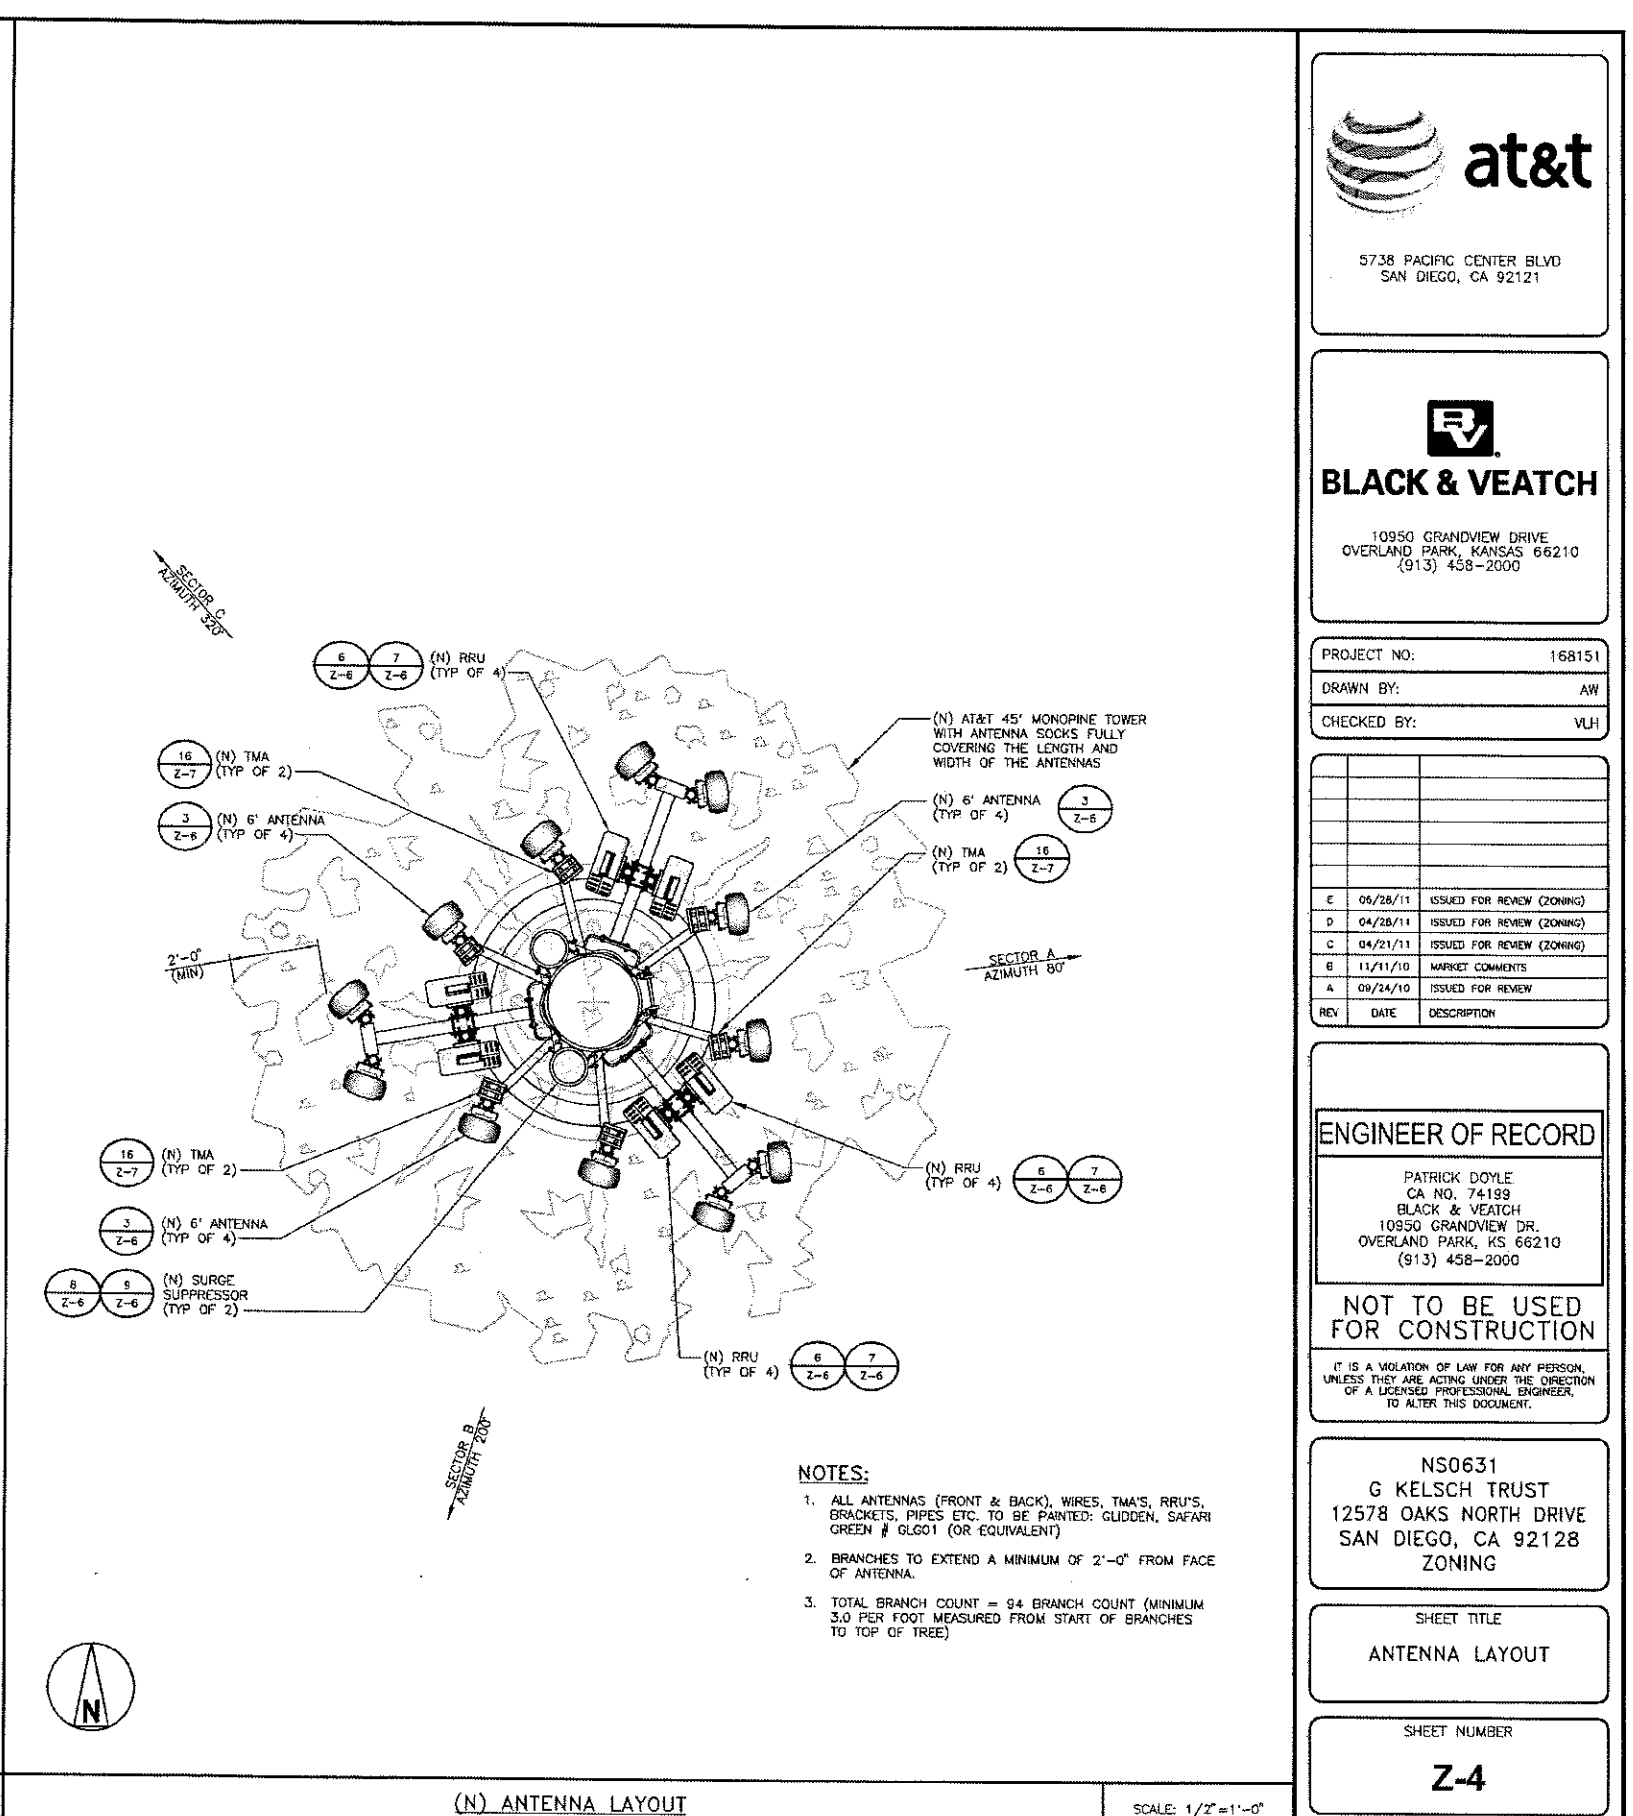 SECTOR C
AZIMUTH 320°
6
Z-6
7
Z-6
(N) RRU
(TYP OF 4)
16
Z-7
(N) TMA
(TYP OF 2)
3
Z-6
(N) 6' ANTENNA
(TYP OF 4)
2'-0"
(MIN)
(N) AT&T 45' MONOPINE TOWER
WITH ANTENNA SOCKS FULLY
COVERING THE LENGTH AND
WIDTH OF THE ANTENNAS
(N) 6' ANTENNA
(TYP OF 4)
3
Z-6
(N) TMA
(TYP OF 2)
16
Z-7
SECTOR A
AZIMUTH 80°
16
Z-7
(N) TMA
(TYP OF 2)
3
Z-6
(N) 6' ANTENNA
(TYP OF 4)
8
Z-6
9
Z-6
(N) SURGE
SUPPRESSOR
(TYP OF 2)
(N) RRU
(TYP OF 4)
6
Z-6
7
Z-6
(N) RRU
(TYP OF 4)
6
Z-6
7
Z-6
SECTOR B
AZIMUTH 200°
NOTES:
1. ALL ANTENNAS (FRONT & BACK), WIRES, TMA'S, RRU'S,
BRACKETS, PIPES ETC. TO BE PAINTED: GLIDDEN, SAFARI
GREEN # GLG01 (OR EQUIVALENT)
2. BRANCHES TO EXTEND A MINIMUM OF 2'-0" FROM FACE
OF ANTENNA.
3. TOTAL BRANCH COUNT = 94 BRANCH COUNT (MINIMUM
3.0 PER FOOT MEASURED FROM START OF BRANCHES
TO TOP OF TREE)
N
(N) ANTENNA LAYOUT
SCALE: 1/2"=1'-0"
at&t
5738 PACIFIC CENTER BLVD
SAN DIEGO, CA 92121
BV
BLACK & VEATCH
10950 GRANDVIEW DRIVE
OVERLAND PARK, KANSAS 66210
(913) 458-2000
PROJECT NO: 168151
DRAWN BY: AW
CHECKED BY: VLH
E 06/28/11 ISSUED FOR REVIEW (ZONING)
D 04/28/11 ISSUED FOR REVIEW (ZONING)
C 04/21/11 ISSUED FOR REVIEW (ZONING)
B 11/11/10 MARKET COMMENTS
A 09/24/10 ISSUED FOR REVIEW
REV DATE DESCRIPTION
ENGINEER OF RECORD
PATRICK DOYLE
CA NO. 74199
BLACK & VEATCH
10950 GRANDVIEW DR.
OVERLAND PARK, KS 66210
(913) 458-2000
NOT TO BE USED
FOR CONSTRUCTION
IT IS A VIOLATION OF LAW FOR ANY PERSON,
UNLESS THEY ARE ACTING UNDER THE DIRECTION
OF A LICENSED PROFESSIONAL ENGINEER,
TO ALTER THIS DOCUMENT.
NS0631
G KELSCH TRUST
12578 OAKS NORTH DRIVE
SAN DIEGO, CA 92128
ZONING
SHEET TITLE
ANTENNA LAYOUT
SHEET NUMBER
Z-4